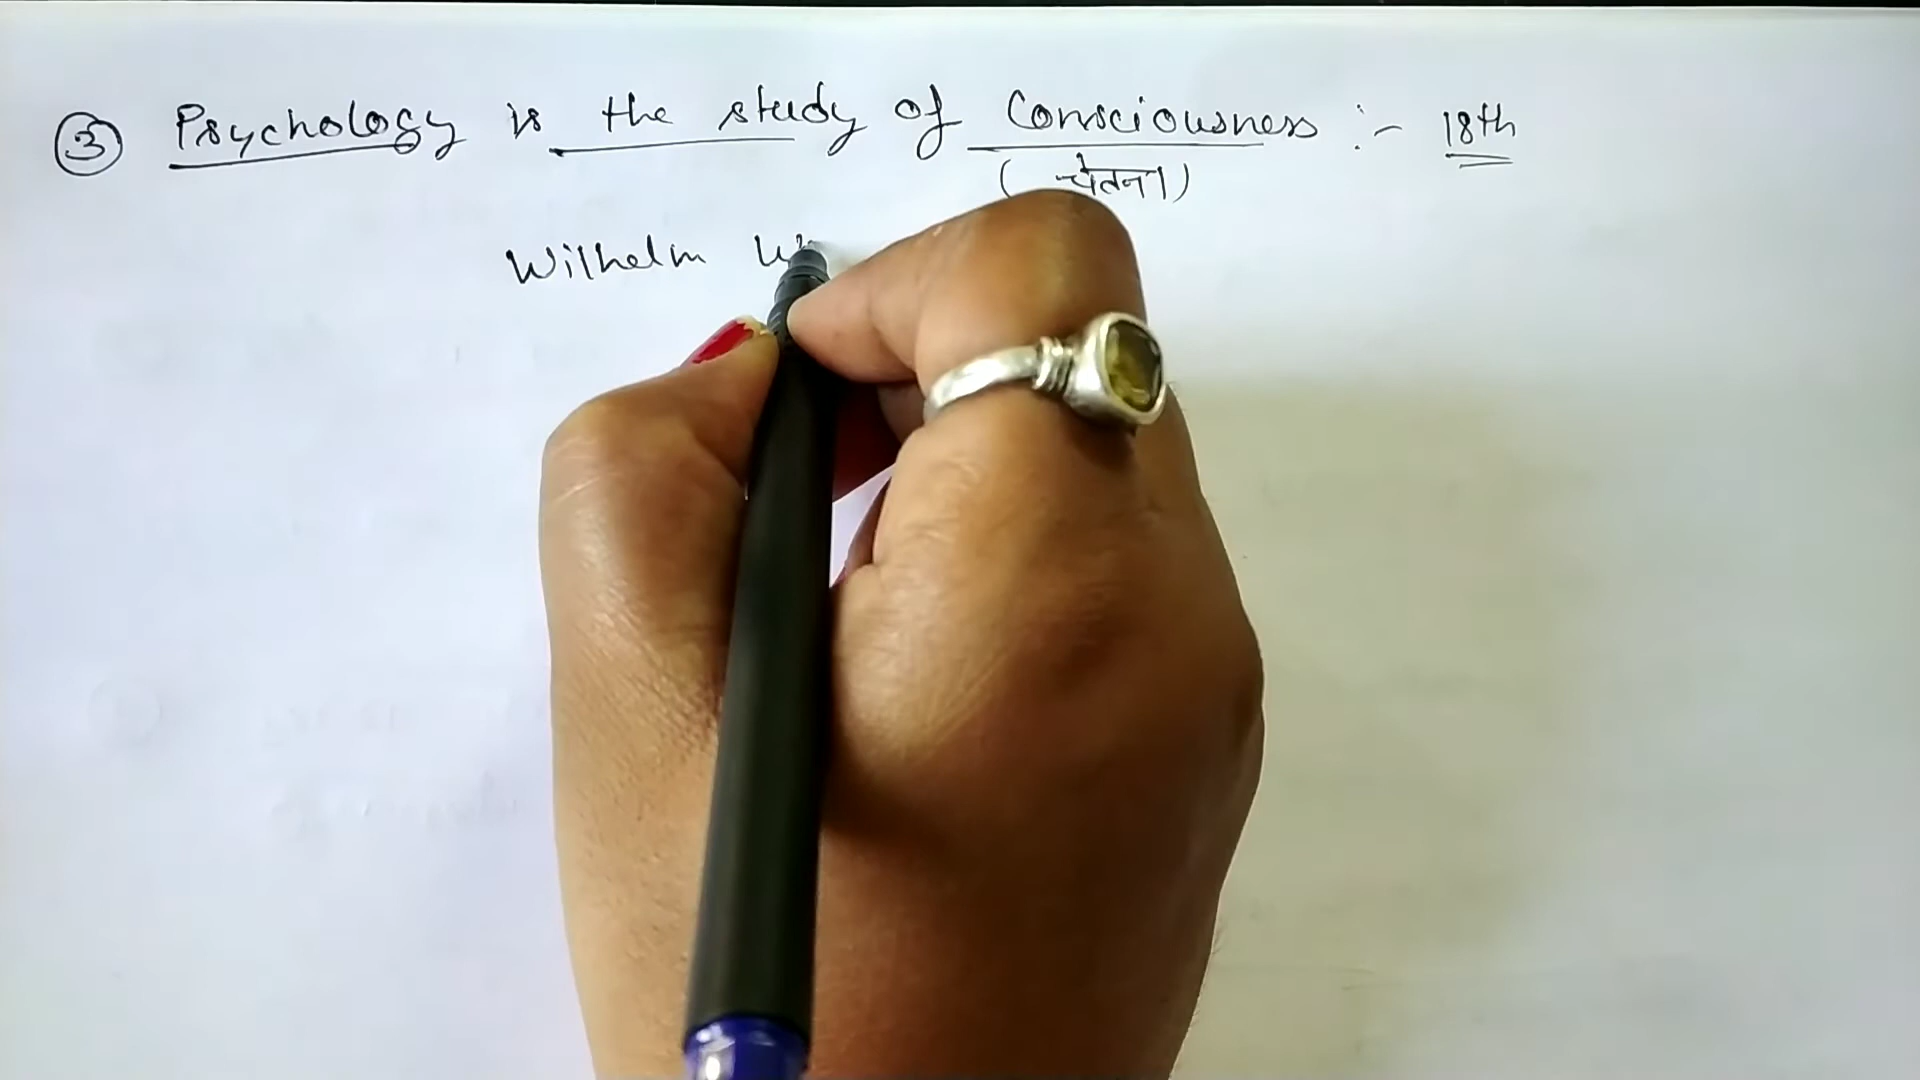 ③ Psychology is the study of Consciousness :- 18th
(चेतना)
Wilhelm